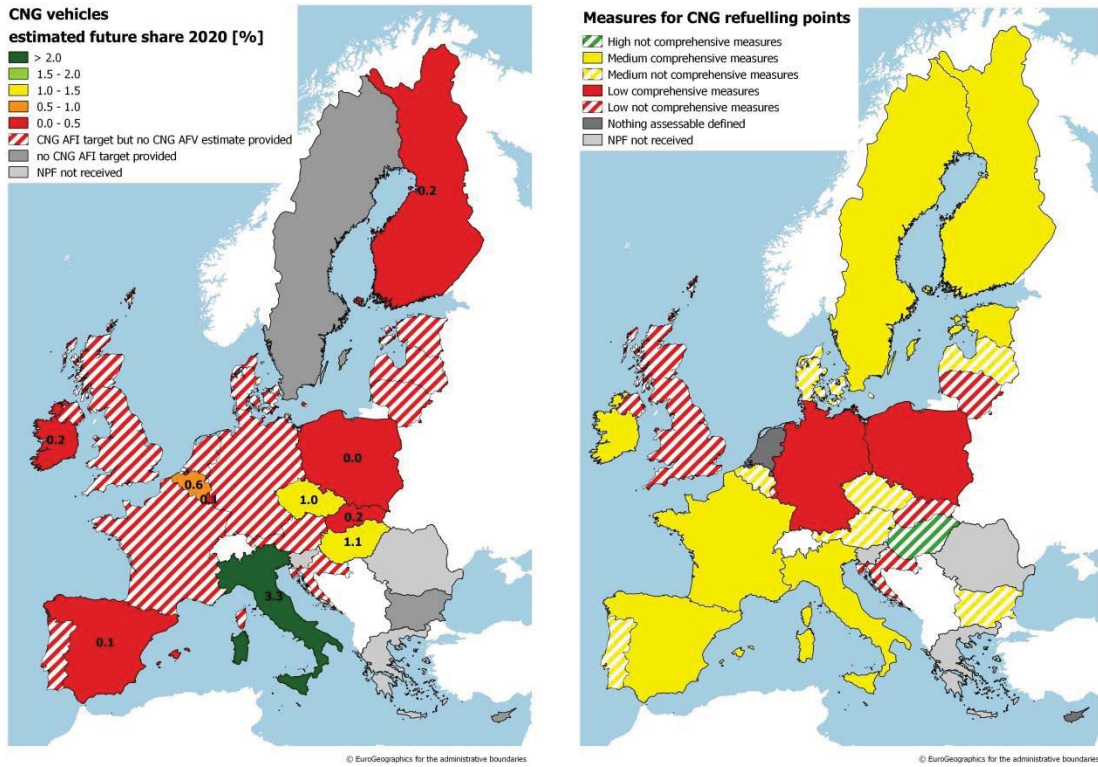 CNG vehicles
estimated future share 2020 [%]
> 2.0
1.5 - 2.0
1.0 - 1.5
0.5 - 1.0
0.0 - 0.5
CNG AFI target but no CNG AFV estimate provided
no CNG AFI target provided
NPF not received
0.2
0.2
0.0
0.6
0.1
1.0
0.2
1.1
3.3
0.1
© EuroGeographics for the administrative boundaries
Measures for CNG refuelling points
High not comprehensive measures
Medium comprehensive measures
Medium not comprehensive measures
Low comprehensive measures
Low not comprehensive measures
Nothing assessable defined
NPF not received
© EuroGeographics for the administrative boundaries